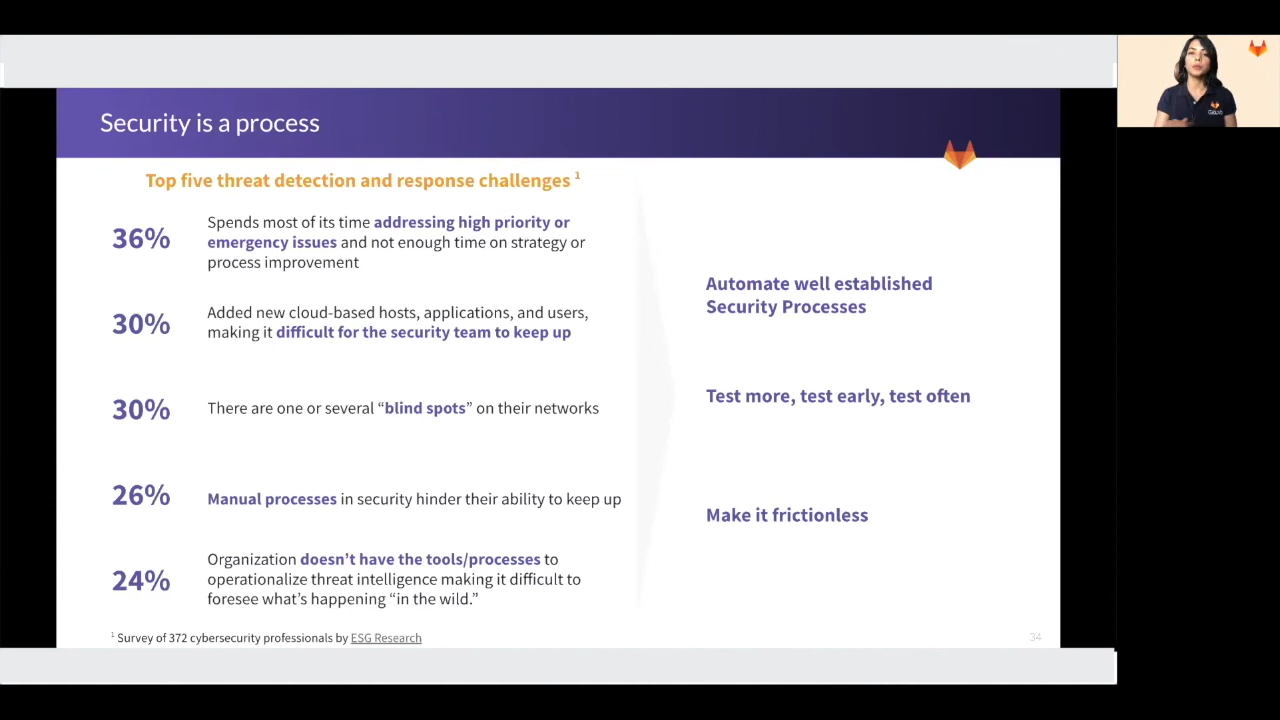 Security is a process
Top five threat detection and response challenges 1
36%
Spends most of its time addressing high priority or
emergency issues and not enough time on strategy or
process improvement
30%
Added new cloud-based hosts, applications, and users,
making it difficult for the security team to keep up
30%
There are one or several “blind spots” on their networks
26%
Manual processes in security hinder their ability to keep up
24%
Organization doesn’t have the tools/processes to
operationalize threat intelligence making it difficult to
foresee what’s happening “in the wild.”
1 Survey of 372 cybersecurity professionals by ESG Research
Automate well established
Security Processes
Test more, test early, test often
Make it frictionless
34
GitLab